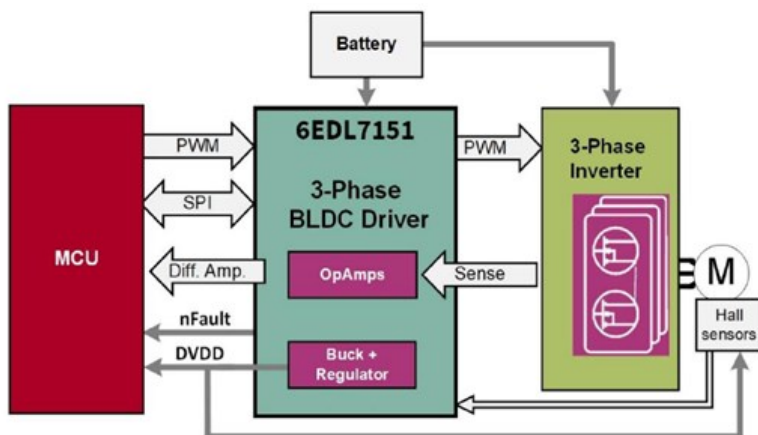 Battery
6EDL7151
3-Phase
BLDC Driver
3-Phase
Inverter
MCU
PWM
SPI
Diff. Amp.
nFault
DVDD
OpAmps
Buck +
Regulator
PWM
Sense
M
Hall
sensors